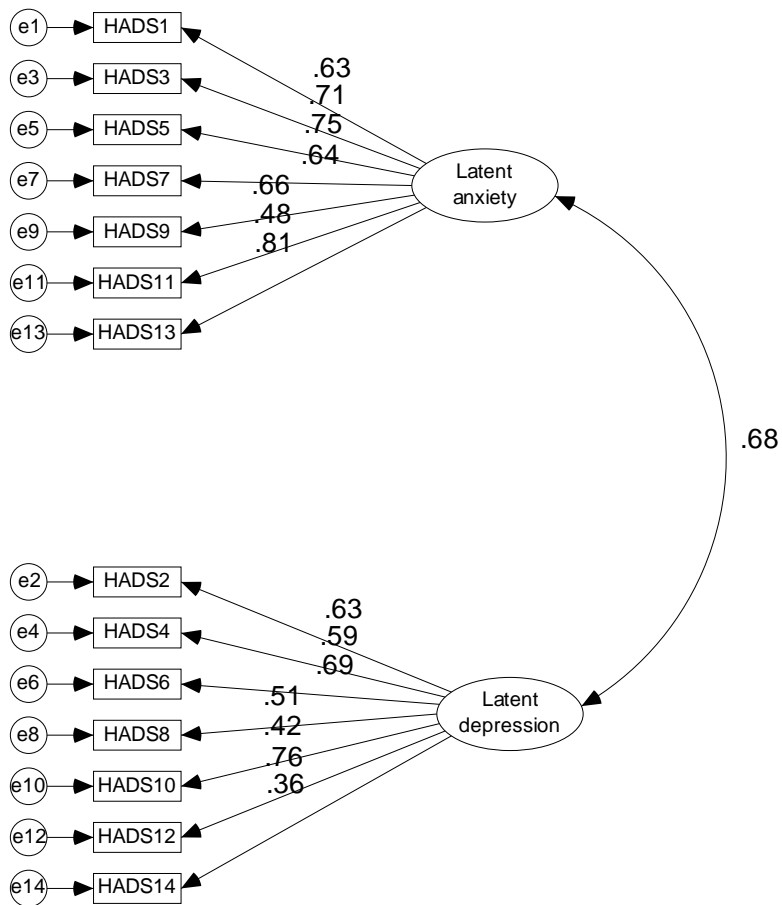 e1 HADS1
e3 HADS3
e5 HADS5
e7 HADS7
e9 HADS9
e11 HADS11
e13 HADS13
.63
.71
.75
.64
.66
.48
.81
Latent
anxiety
.68
e2 HADS2
e4 HADS4
e6 HADS6
e8 HADS8
e10 HADS10
e12 HADS12
e14 HADS14
.63
.59
.69
.51
.42
.76
.36
Latent
depression